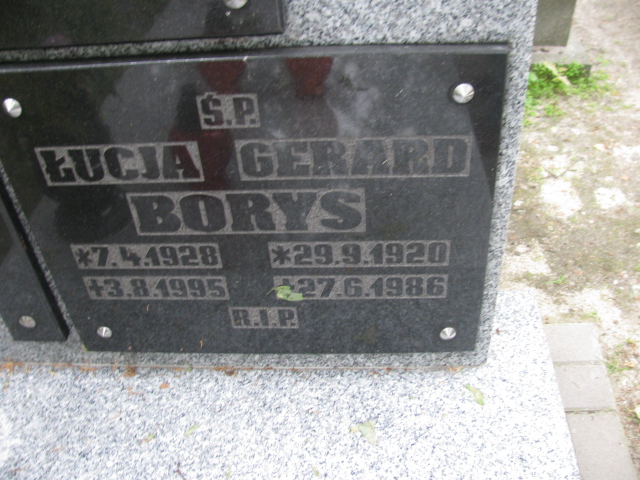 Ś.P.
ŁUCJA GERARD
BORYS
*7.4.1928 *29.9.1920
+3.8.1995 +27.6.1986
R.I.P.